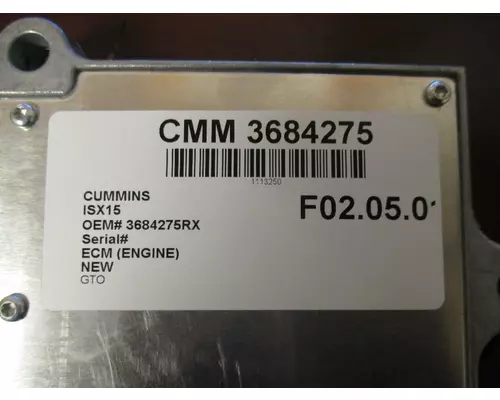 CMM 3684275
1113250
CUMMINS
ISX15
OEM# 3684275RX
Serial#
ECM (ENGINE)
NEW
GTO
F02.05.0